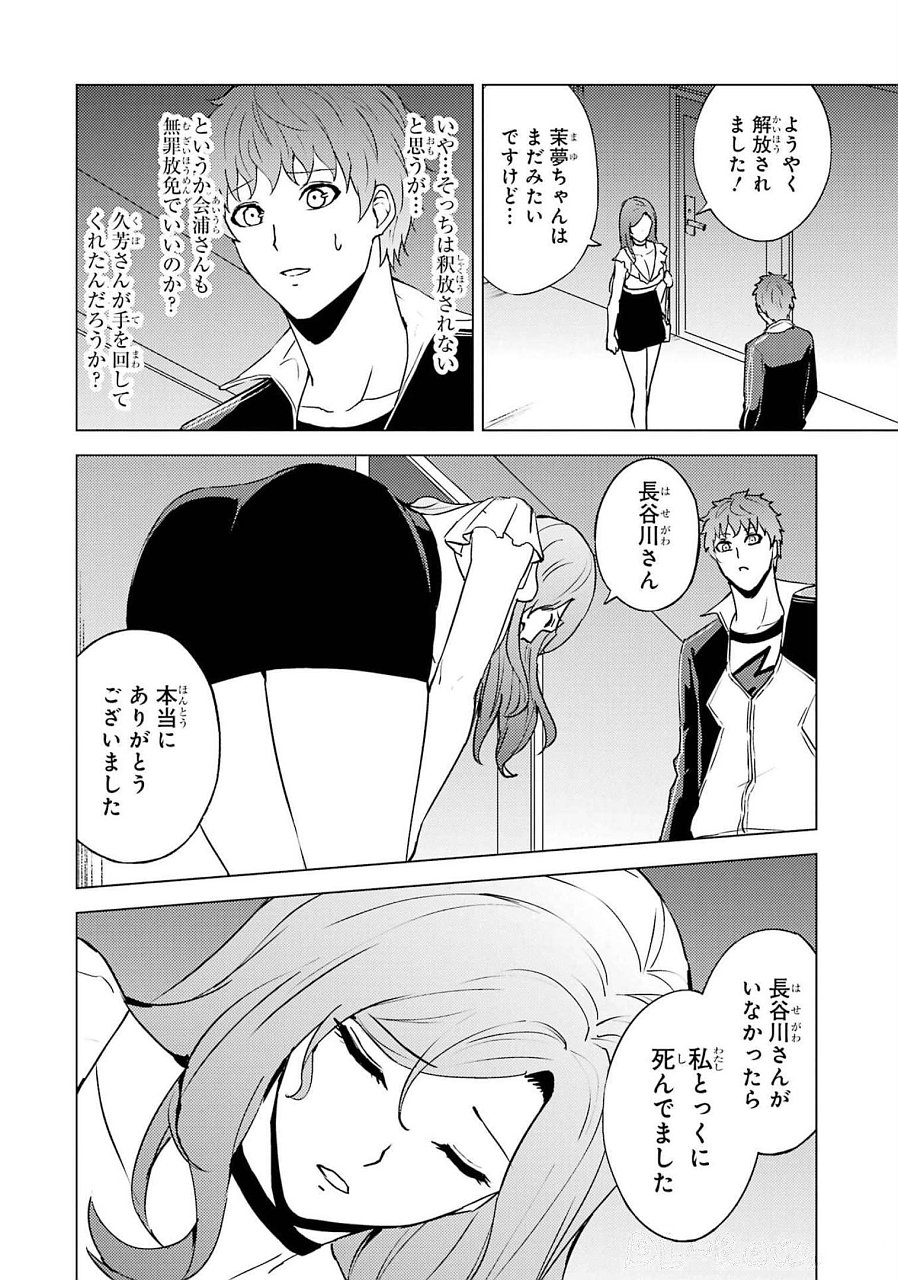 ようやく
解放され
ました!
茉夢ちゃんは
まだみたい
ですけど…
いや…そっちは釈放されない
と思うが…
というか会浦さんも
無罪放免でいいのか?
久芳さんが手を回して
くれたんだろうか?
長谷川さん
本当に
ありがとう
ございました
長谷川さんが
いなかったら
私とっくに
死んでました